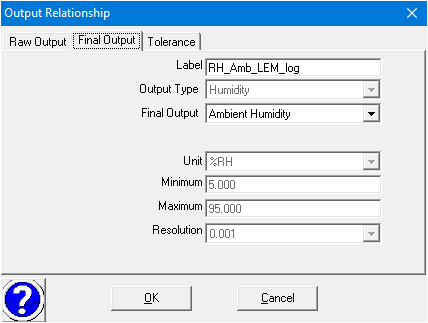 Output Relationship
Raw Output Final Output Tolerance
Label RH_Amb_LEM_log
Output Type Humidity
Final Output Ambient Humidity
Unit %RH
Minimum 5.000
Maximum 95.000
Resolution 0.001
? OK Cancel